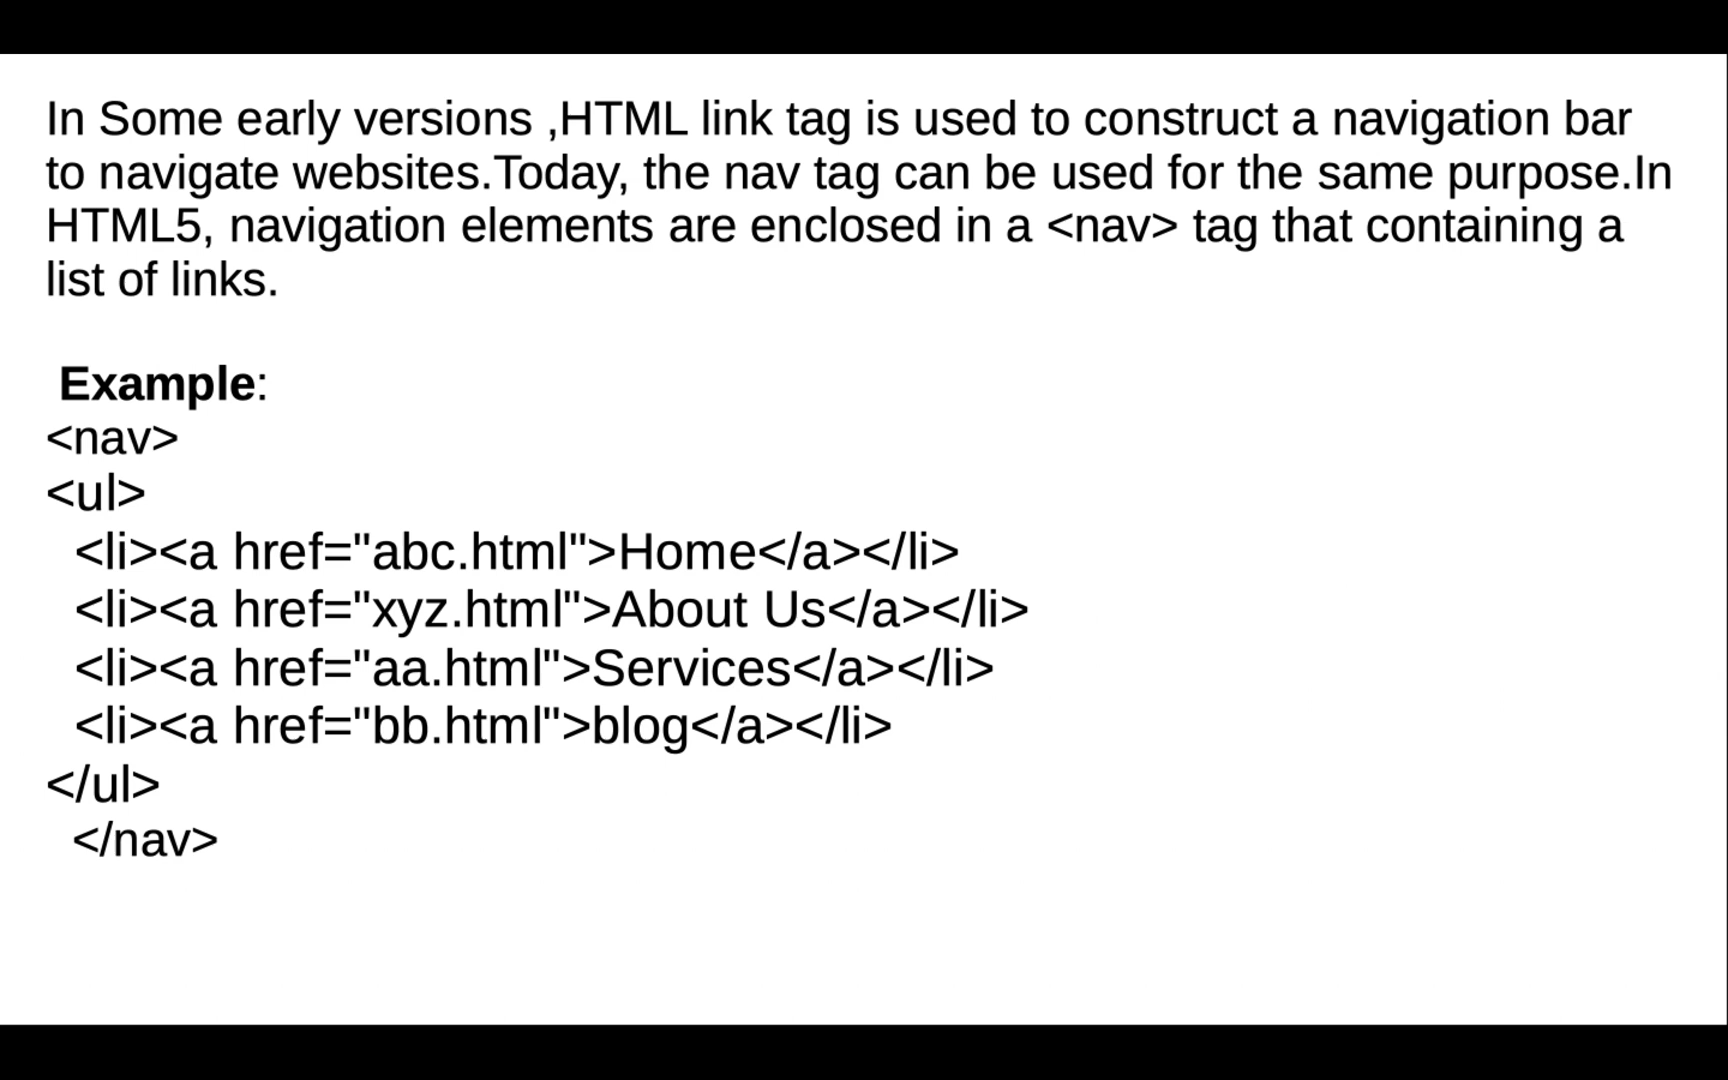 In Some early versions ,HTML link tag is used to construct a navigation bar
to navigate websites.Today, the nav tag can be used for the same purpose.In
HTML5, navigation elements are enclosed in a <nav> tag that containing a
list of links.
Example:
<nav>
<ul>
<li><a href="abc.html">Home</a></li>
<li><a href="xyz.html">About Us</a></li>
<li><a href="aa.html">Services</a></li>
<li><a href="bb.html">blog</a></li>
</ul>
</nav>